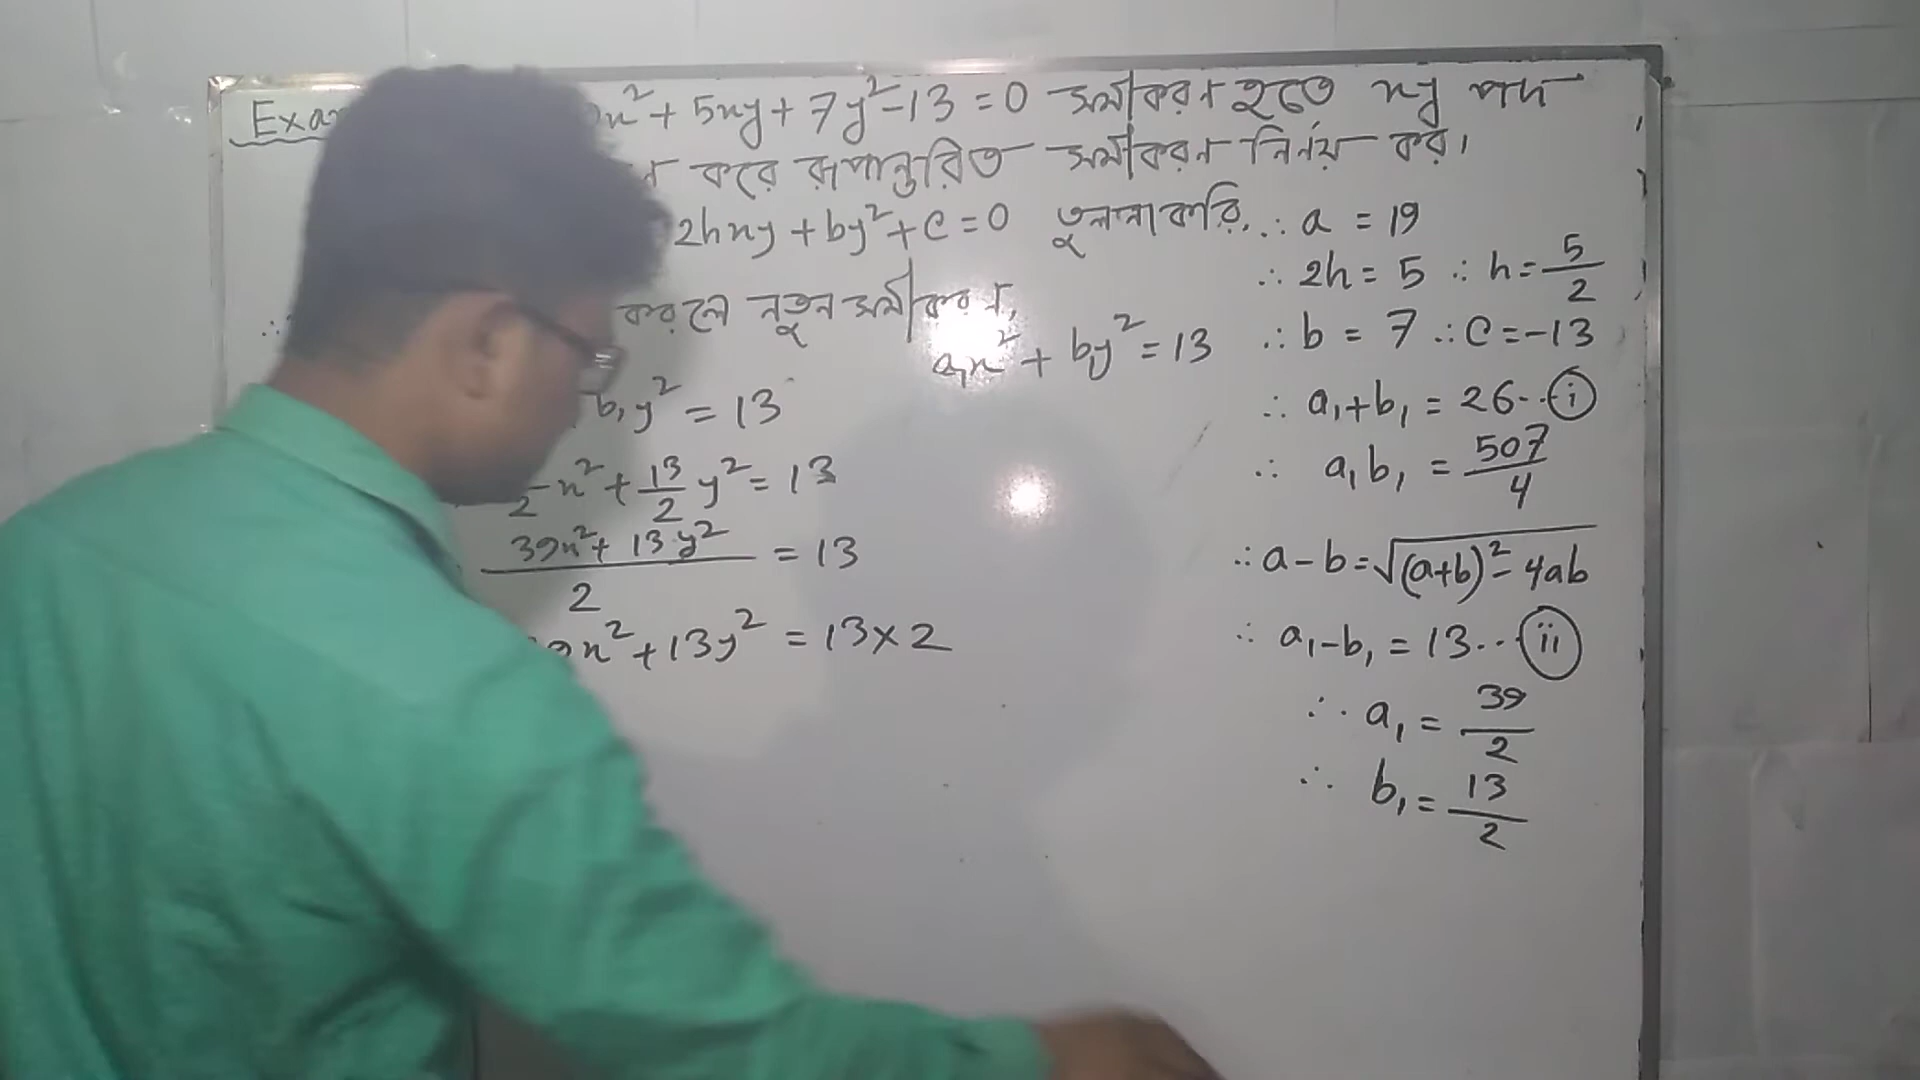 x² + 5xy + 7y² - 13 = 0 সমীকরণ হতে xy পদ
করে রূপান্তরিত সমীকরণ নির্ণয় কর।
2hxy + by² + c = 0 তুলনাকরি, ∴ a = 19
∴ 2h = 5 ∴ h = 5/2
করলে নতুন সমীকরণ,
∴ b = 7 ∴ c = -13
a₁x² + b₁y² = 13
b₁y² = 13
∴ a₁+b₁ = 26 ·· (i)
∴ a₁b₁ = 507/4
x² + 13/2 y² = 13
(39x² + 13y²)/2 = 13
∴ a - b = √((a+b)² - 4ab)
x² + 13y² = 13 × 2
∴ a₁-b₁ = 13 ·· (ii)
∴ a₁ = 39/2
∴ b₁ = 13/2